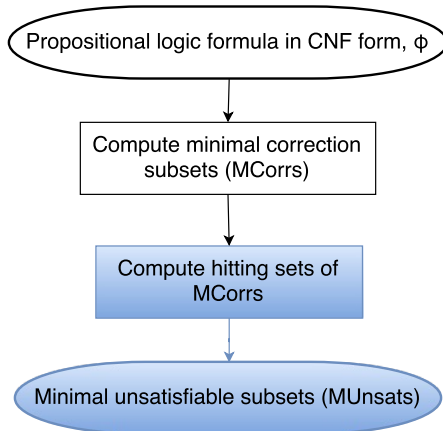 Propositional logic formula in CNF form, ϕ
Compute minimal correction
subsets (MCorrs)
Compute hitting sets of
MCorrs
Minimal unsatisfiable subsets (MUnsats)